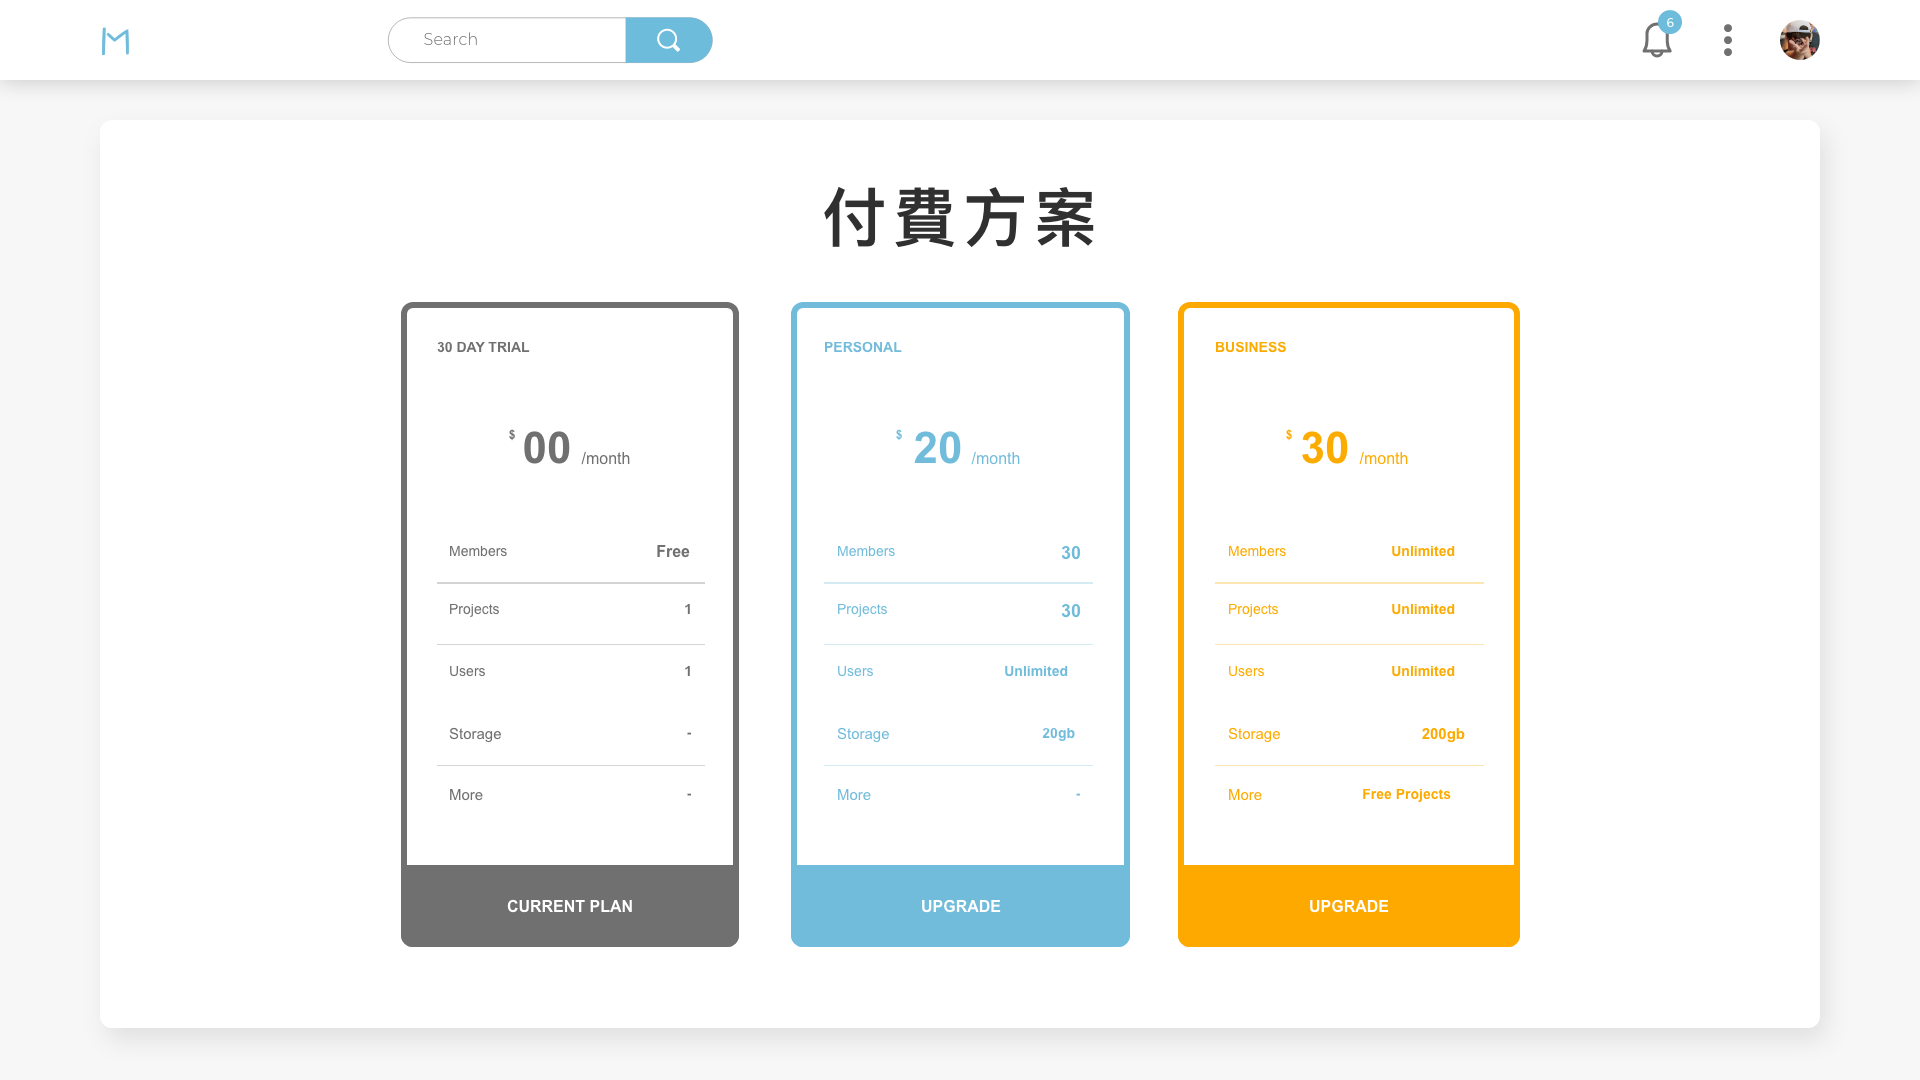 M
Search
6
付費方案
30 DAY TRIAL
$ 00 /month
Members Free
Projects 1
Users 1
Storage -
More -
CURRENT PLAN
PERSONAL
$ 20 /month
Members 30
Projects 30
Users Unlimited
Storage 20gb
More -
UPGRADE
BUSINESS
$ 30 /month
Members Unlimited
Projects Unlimited
Users Unlimited
Storage 200gb
More Free Projects
UPGRADE